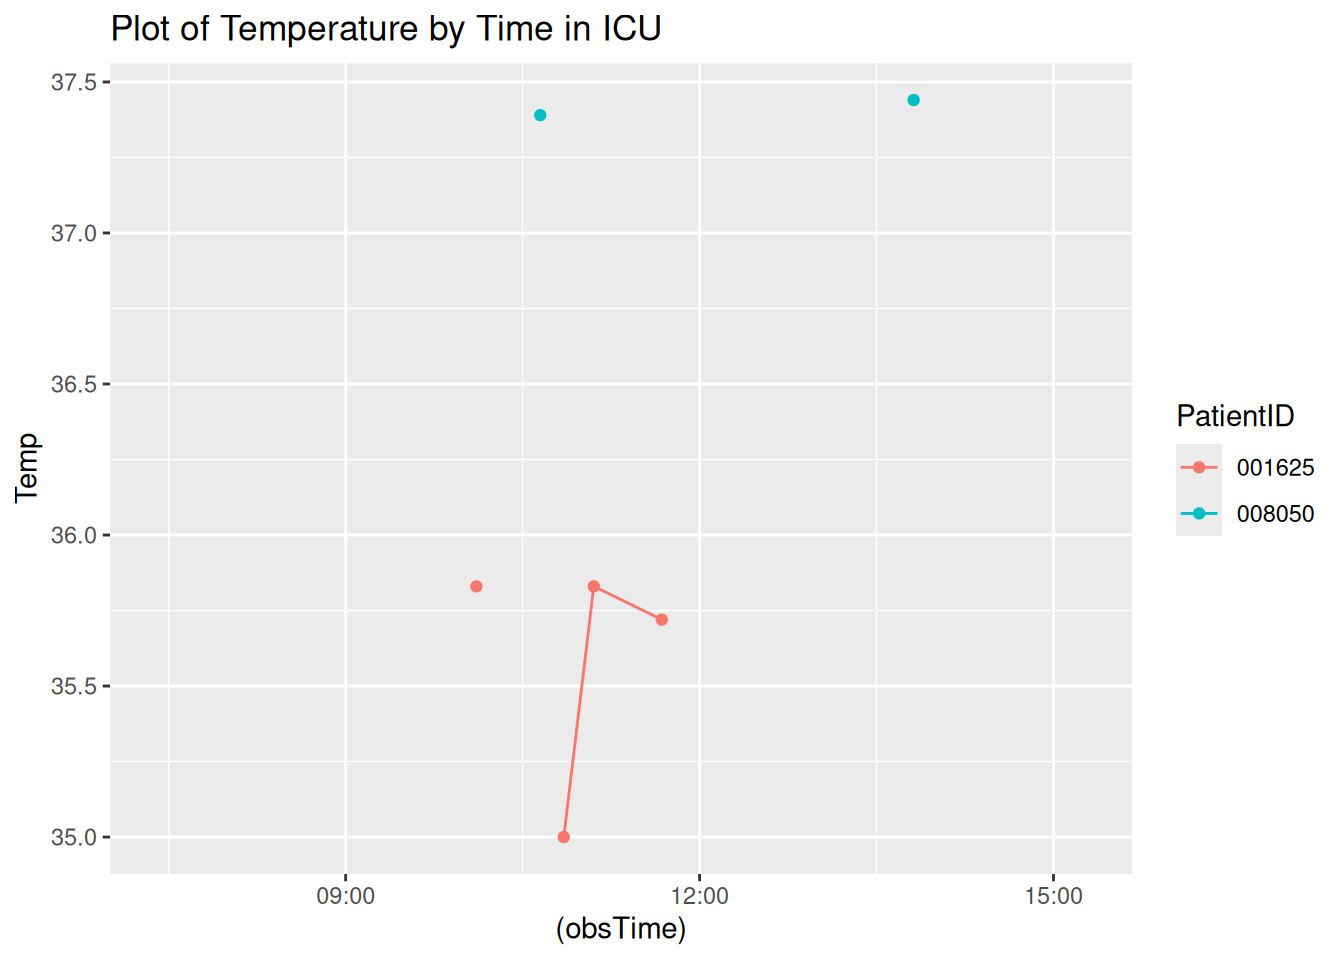 Plot of Temperature by Time in ICU
37.5
37.0
36.5
36.0
35.5
35.0
Temp
09:00 12:00 15:00
(obsTime)
PatientID
001625
008050